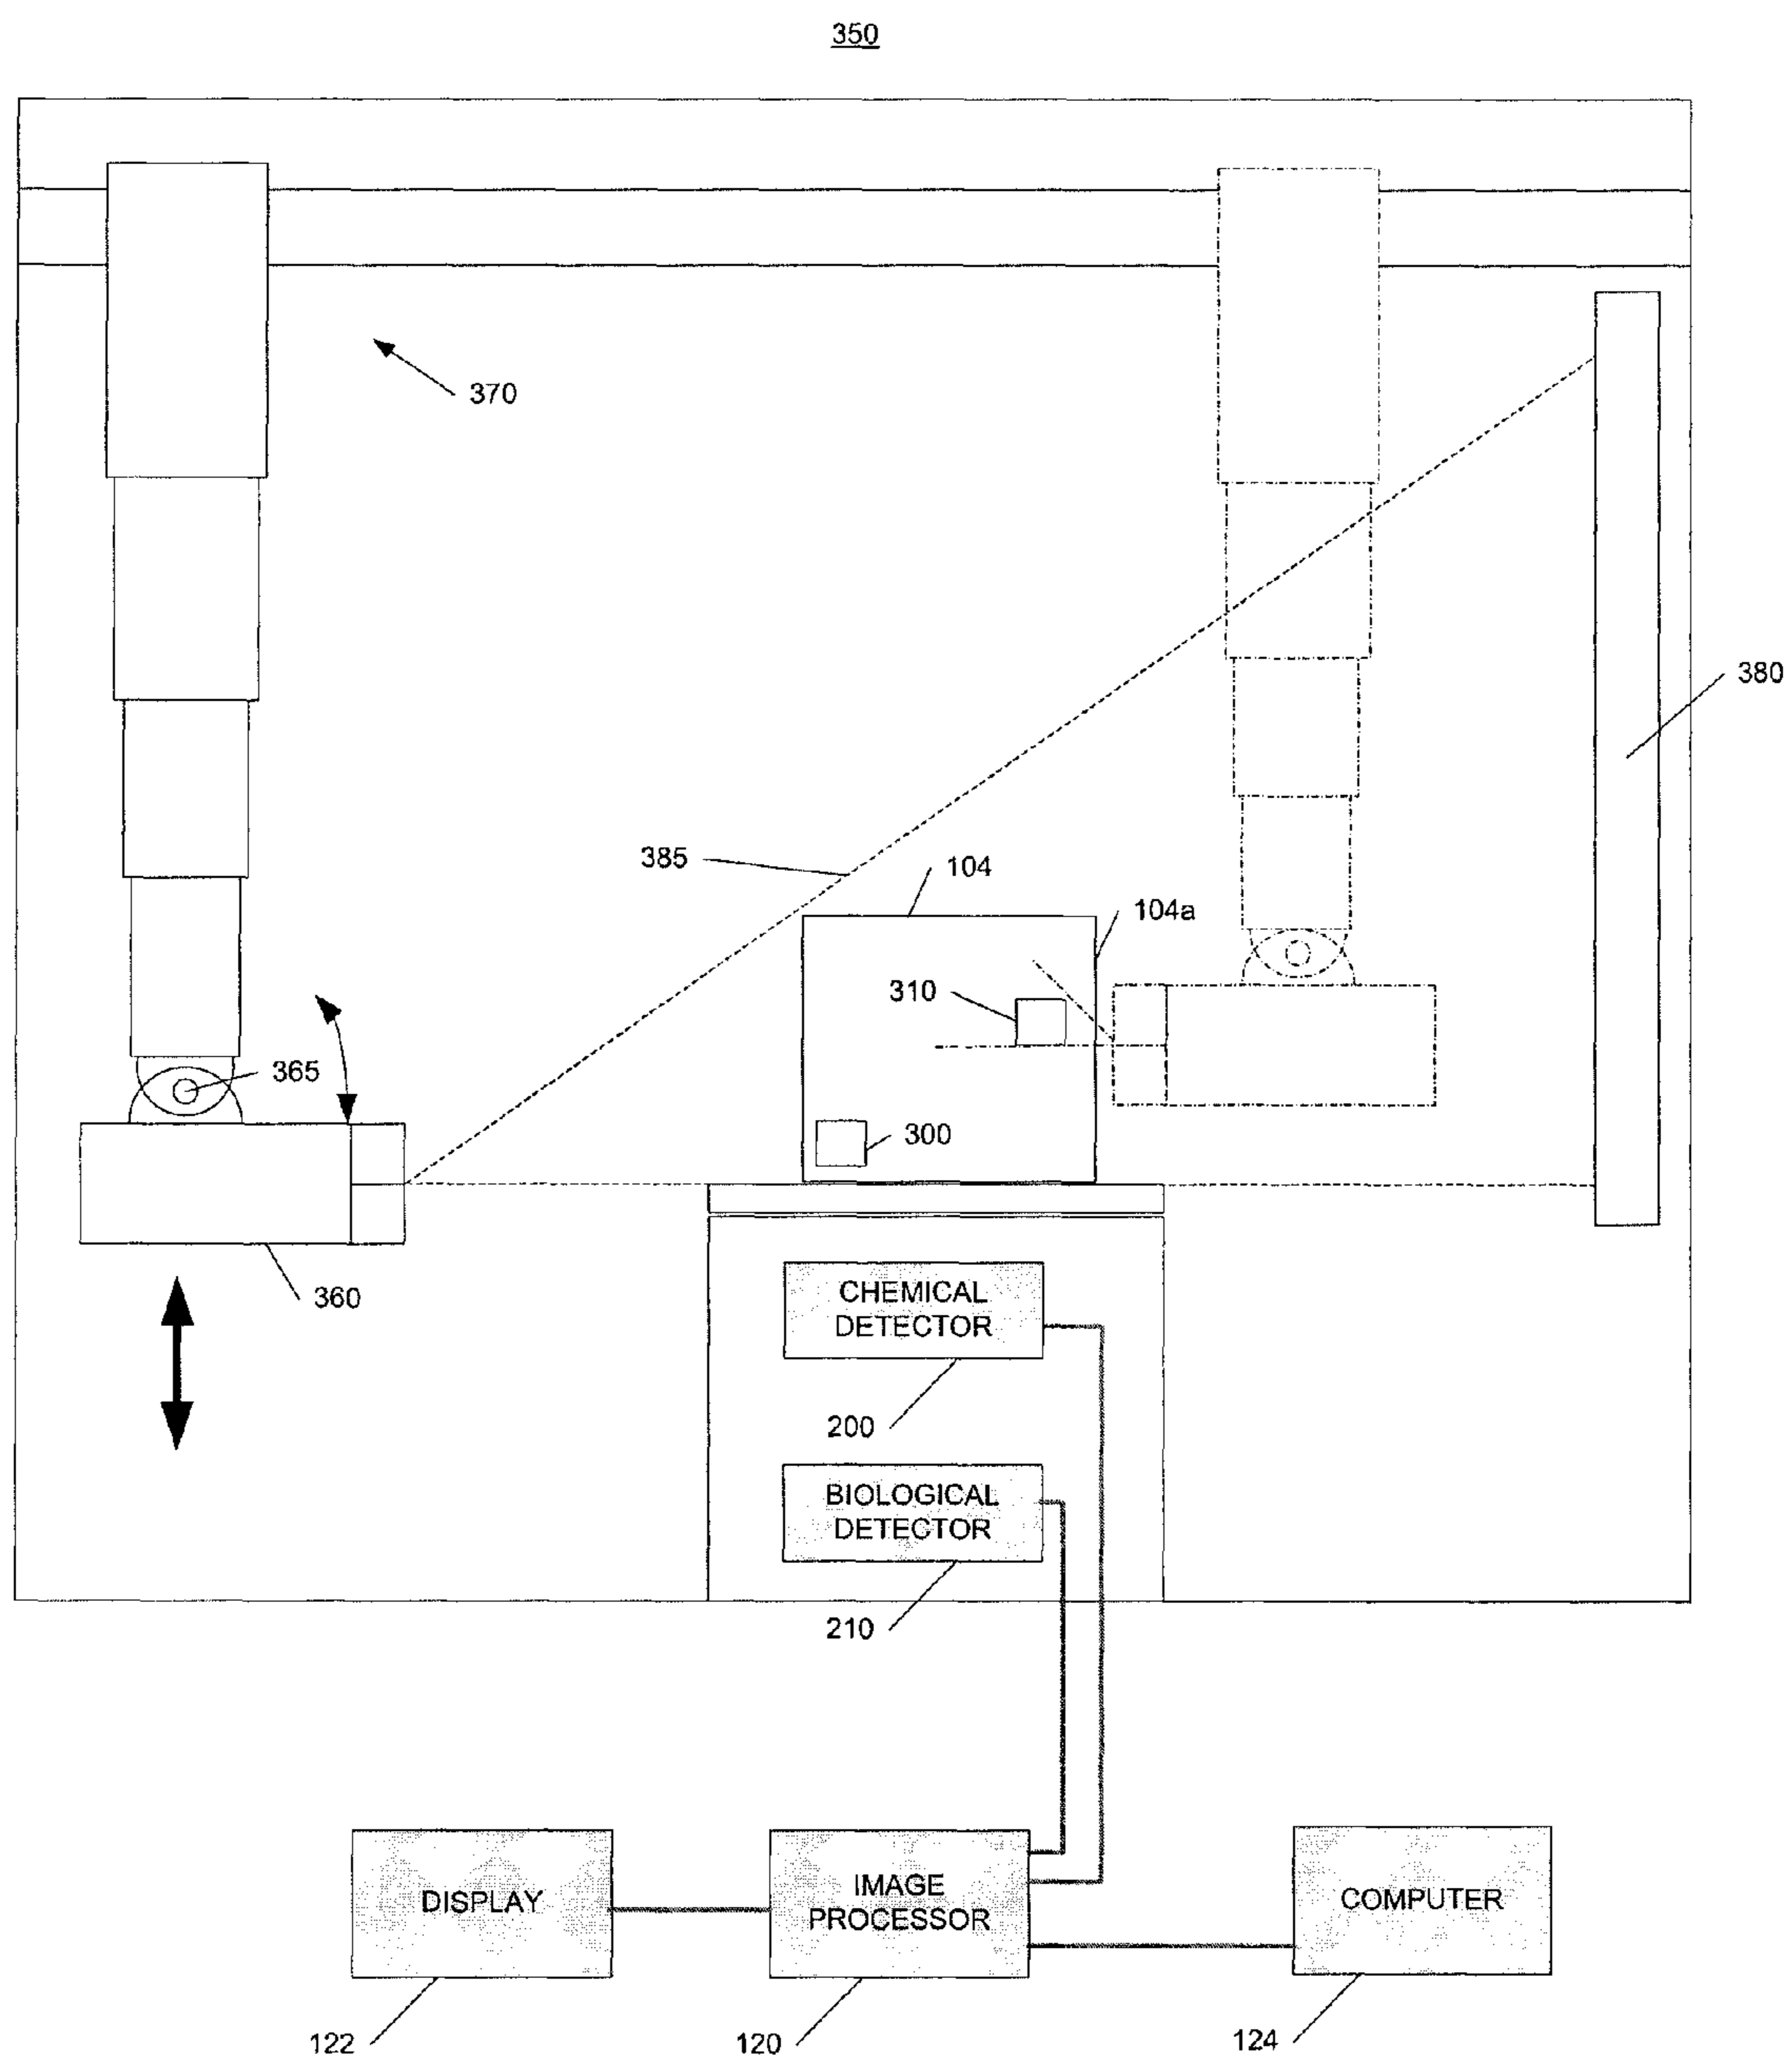 350
370
380
385
104
104a
310
365
300
360
CHEMICAL
DETECTOR
200
BIOLOGICAL
DETECTOR
210
DISPLAY
IMAGE
PROCESSOR
COMPUTER
122
120
124